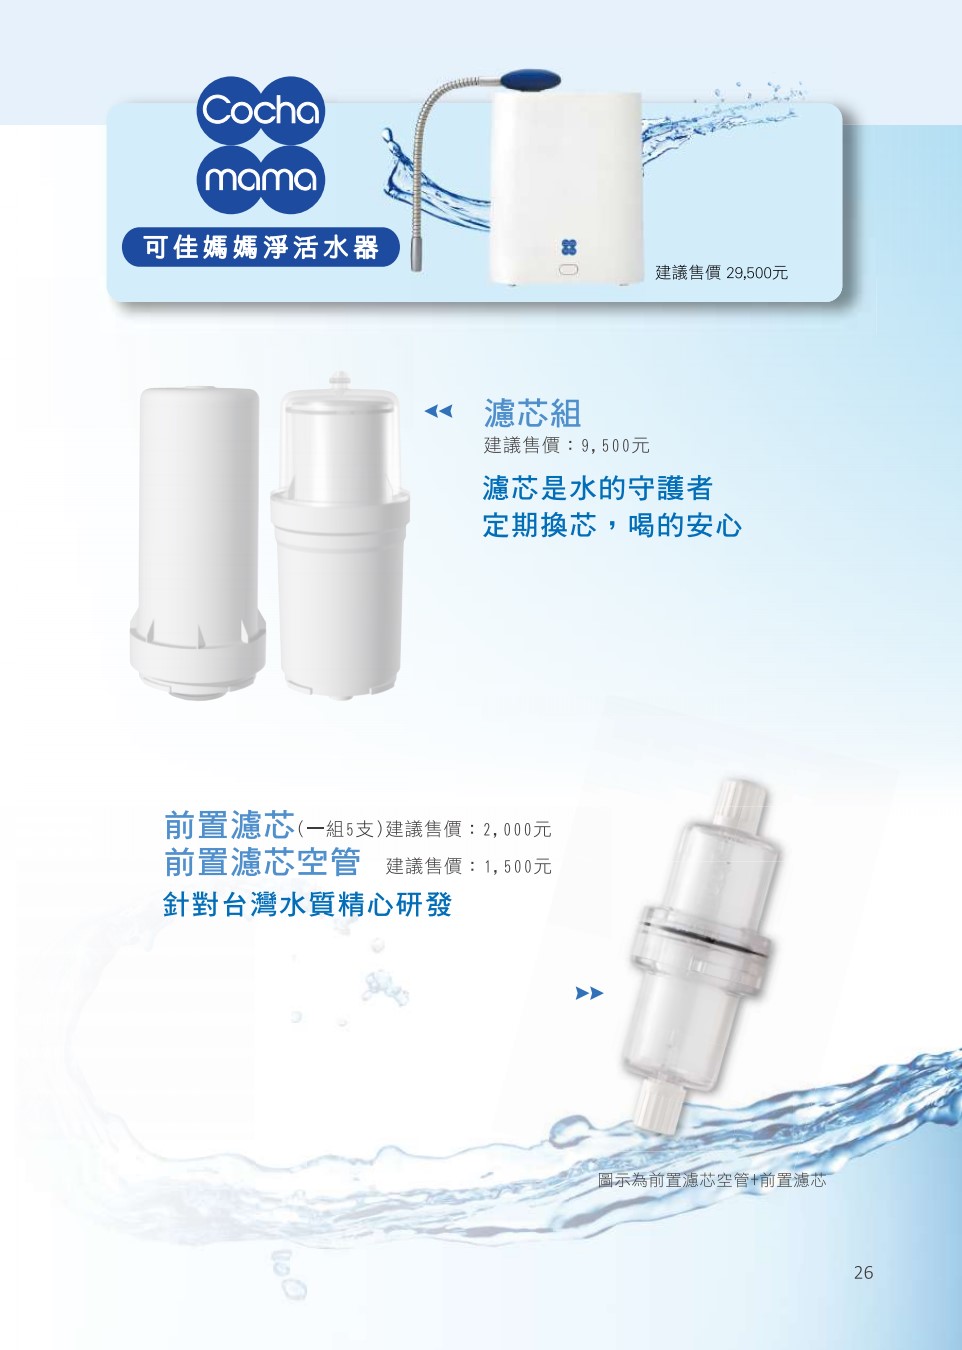 Cocha
mama
可佳媽媽淨活水器
建議售價 29,500元
濾芯組
建議售價：9,500元
濾芯是水的守護者
定期換芯，喝的安心
前置濾芯(一組5支)建議售價：2,000元
前置濾芯空管 建議售價：1,500元
針對台灣水質精心研發
圖示為前置濾芯空管+前置濾芯
26